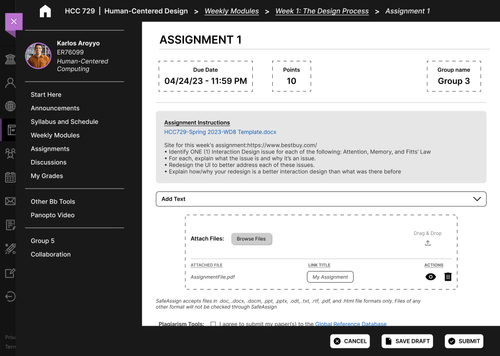 HCC 729 | Human-Centered Design > Weekly Modules > Week 1: The Design Process > Assignment 1
×
Karlos Aroyyo
ER76099
Human-Centered
Computing
Start Here
Announcements
Syllabus and Schedule
Weekly Modules
Assignments
Discussions
My Grades
Other Bb Tools
Panopto Video
Group 5
Collaboration
Priv
Term
ASSIGNMENT 1
Due Date
04/24/23 - 11:59 PM
Points
10
Group name
Group 3
Assignment Instructions
HCC729-Spring 2023-WD8 Template.docx
Site for this week's assignment:https://www.bestbuy.com/
• Identify ONE (1) Interaction Design issue for each of the following: Attention, Memory, and Fitts' Law
• For each, explain what the issue is and why it's an issue.
• Redesign the UI to better address each of these issues.
• Explain how/why your redesign is a better interaction design than what was there before
Add Text
Attach Files:
Browse Files
Drag & Drop
ATTACHED FILE
LINK TITLE
ACTIONS
AssignmentFile.pdf
My Assignment
SafeAssign accepts files in .doc, .docx, .docm, .ppt, .pptx, .odt, .txt, .rtf, .pdf, and .html file formats only. Files of any
other format will not be checked through SafeAssign
Plagiarism Tools: I agree to submit my paper(s) to the Global Reference Database
CANCEL
SAVE DRAFT
SUBMIT